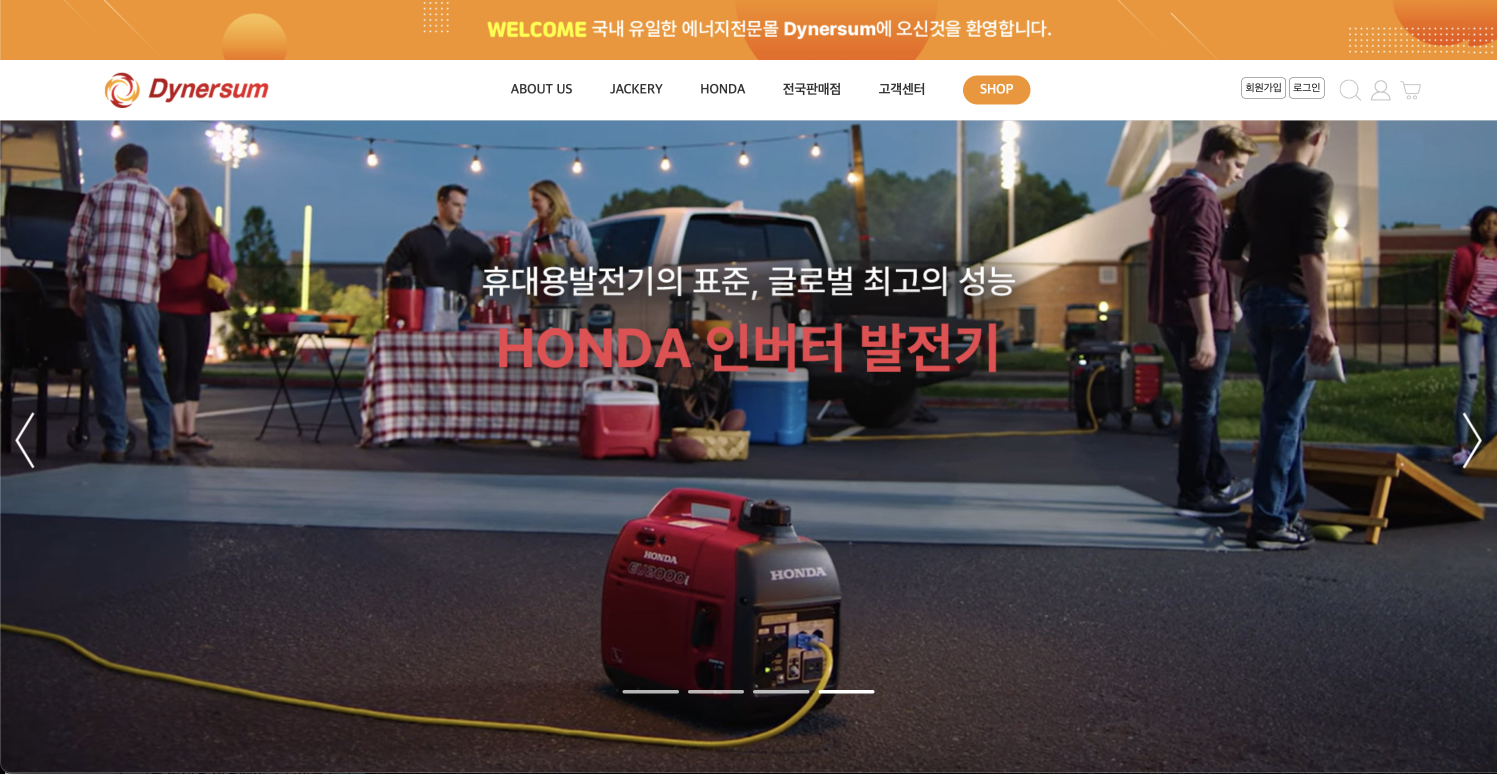 WELCOME 국내 유일한 에너지전문몰 Dynersum에 오신것을 환영합니다.
Dynersum
ABOUT US
JACKERY
HONDA
전국판매점
고객센터
SHOP
회원가입
로그인
휴대용발전기의 표준, 글로벌 최고의 성능
HONDA 인버터 발전기
HONDA
EU2000i
HONDA